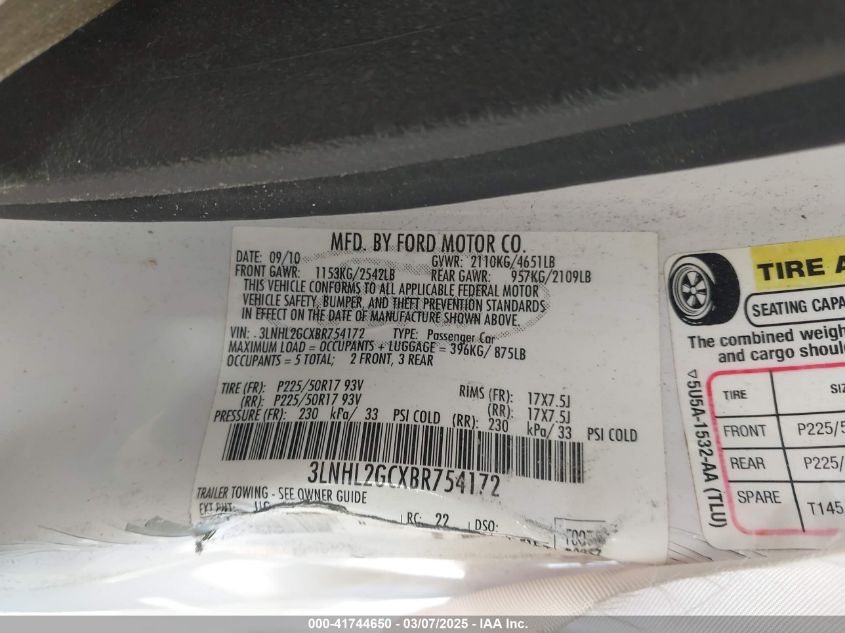 MFD. BY FORD MOTOR CO.
DATE: 09/10 GVWR: 2110KG/4651LB
FRONT GAWR: 1153KG/2542LB REAR GAWR: 957KG/2109LB
THIS VEHICLE CONFORMS TO ALL APPLICABLE FEDERAL MOTOR
VEHICLE SAFETY, BUMPER, AND THEFT PREVENTION STANDARDS
IN EFFECT ON THE DATE OF MANUFACTURE SHOWN ABOVE.
VIN: 3LNHL2GCXBR754172 TYPE: Passenger Car
MAXIMUM LOAD = OCCUPANTS + LUGGAGE = 396KG/ 875LB
OCCUPANTS = 5 TOTAL; 2 FRONT, 3 REAR
TIRE (FR): P225/50R17 93V RIMS (FR): 17X7.5J
(RR): P225/50R17 93V (RR): 17X7.5J
PRESSURE (FR): 230 kPa/ 33 PSI COLD (RR): 230 kPa/ 33 PSI COLD
3LNHL2GCXBR754172
TRAILER TOWING - SEE OWNER GUIDE
EXT PNT: RC: 22 DSO:
TIRE A
SEATING CAPA
The combined weigh
and cargo shoul
TIRE SIZ
FRONT P225/5
REAR P225/
SPARE T145
5U5A-1532-AA (TLU)
000-41744650 - 03/07/2025 - IAA Inc.